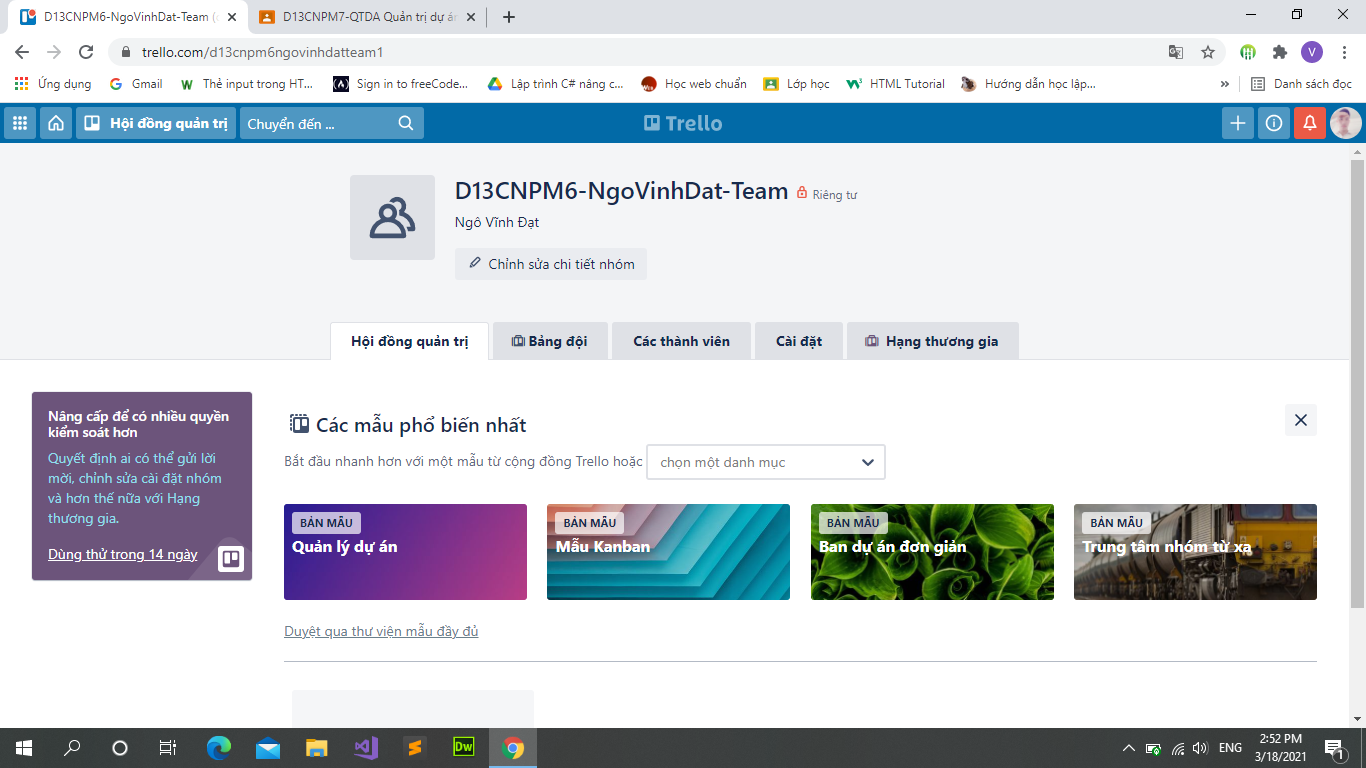 D13CNPM6-NgoVinhDat-Team (
D13CNPM7-QTDA Quản trị dự á
trello.com/d13cnpm6ngovinhdatteam1
V
Ứng dụng
Gmail
Thẻ input trong HT...
Sign in to freeCode...
Lập trình C# nâng c...
Học web chuẩn
Lớp học
HTML Tutorial
Hướng dẫn học lập...
»
Danh sách đọc
Hội đồng quản trị
Chuyển đến ...
Trello
D13CNPM6-NgoVinhDat-Team
Riêng tư
Ngô Vĩnh Đạt
Chỉnh sửa chi tiết nhóm
Hội đồng quản trị
Bảng đội
Các thành viên
Cài đặt
Hạng thương gia
Nâng cấp để có nhiều quyền
kiểm soát hơn
Quyết định ai có thể gửi lời
mời, chỉnh sửa cài đặt nhóm
và hơn thế nữa với Hạng
thương gia.
Dùng thử trong 14 ngày
Các mẫu phổ biến nhất
Bắt đầu nhanh hơn với một mẫu từ cộng đồng Trello hoặc
chọn một danh mục
BẢN MẪU
Quản lý dự án
BẢN MẪU
Mẫu Kanban
BẢN MẪU
Ban dự án đơn giản
BẢN MẪU
Trung tâm nhóm từ xa
Duyệt qua thư viện mẫu đầy đủ
Dw
ENG
2:52 PM
3/18/2021
1